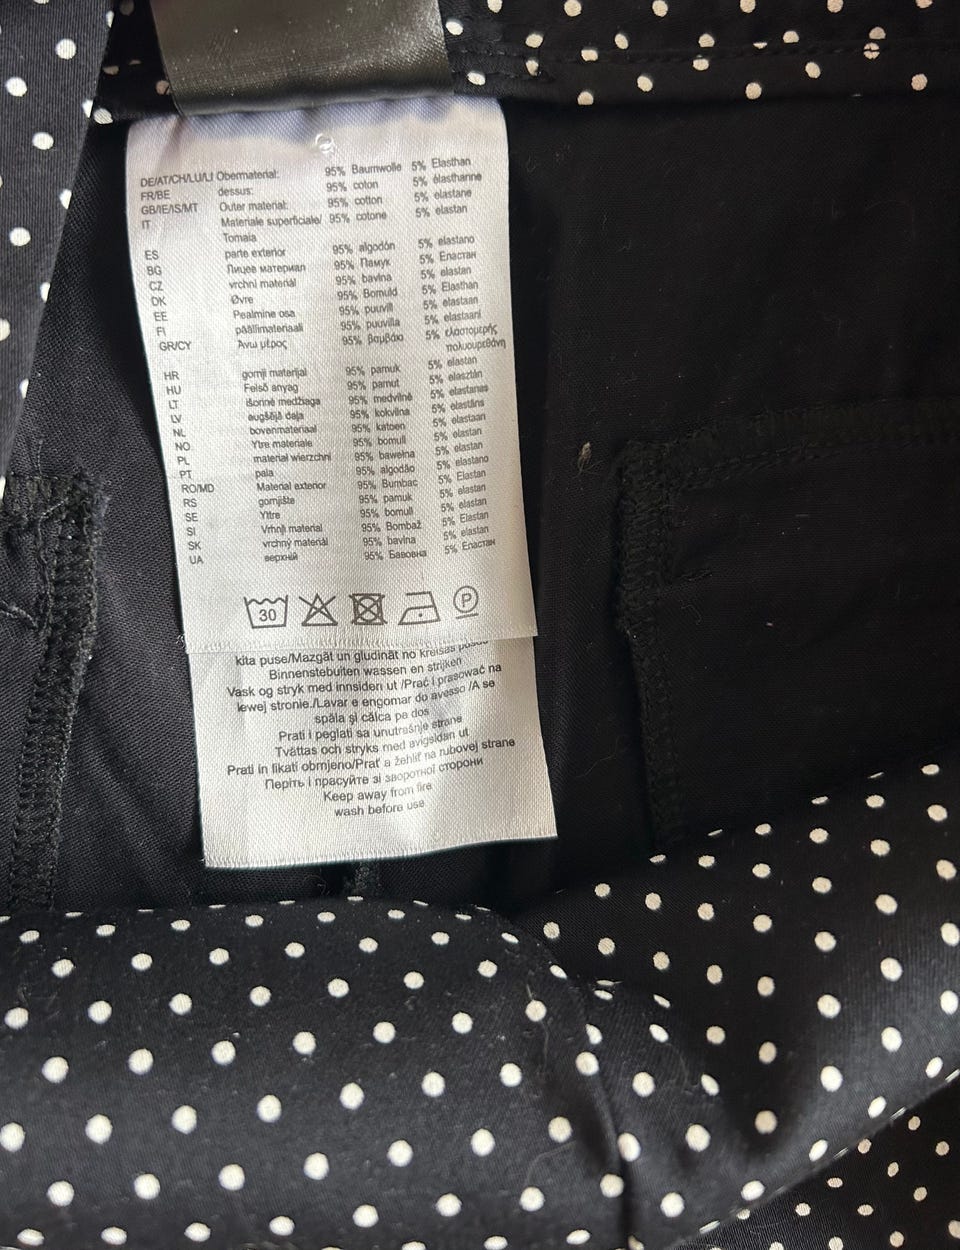 DE/AT/CH/LU/LI Obermaterial: 95% Baumwolle 5% Elasthan
FR/BE dessus: 95% coton 5% élasthanne
GB/IE/IS/MT Outer material: 95% cotton 5% elastane
IT Materiale superficiale/ 95% cotone 5% elastan
Tomaia
ES parte exterior 95% algodón 5% elastano
BG Лицев материал 95% Памук 5% Еластан
CZ vrchní materiál 95% bavlna 5% elastan
DK Øvre 95% Bomuld 5% Elasthan
EE Pealmine osa 95% puuvill 5% elastaan
FI päällimateriaali 95% puuvilla 5% elastaani
GR/CY Άνω μέρος 95% βαμβάκι 5% ελαστομερής
πολυουρεθάνη
HR gornji materijal 95% pamuk 5% elastan
HU Felső anyag 95% pamut 5% elasztán
LT Išorinė medžiaga 95% medvilnė 5% elastanas
LV augšējā daļa 95% kokvilna 5% elastāns
NL bovenmateriaal 95% katoen 5% elastaan
NO Ytre materiale 95% bomull 5% elastan
PL materiał wierzchni 95% bawełna 5% elastan
PT pala 95% algodão 5% elastano
RO/MD Material exterior 95% Bumbac 5% Elastan
RS gornjište 95% pamuk 5% elastan
SE Yttre 95% bomull 5% elastan
SI Vrhnji material 95% Bombaž 5% Elastan
SK vrchný materiál 95% bavlna 5% elastan
UA верхній 95% Бавовна 5% Еластан
30 P
kita puse/Mazgāt un gludināt no kreisās puses
Binnenstebuiten wassen en strijken
Vask og stryk med innsiden ut /Prać i prasować na
lewej stronie./Lavar e engomar do avesso /A se
spăla și călca pe dos
Prati i peglati sa unutrašnje strane
Tvättas och stryks med avigsidan ut
Prati in likati obrnjeno/Prať a žehliť na rubovej strane
Періть і прасуйте зі зворотної сторони
Keep away from fire
wash before use